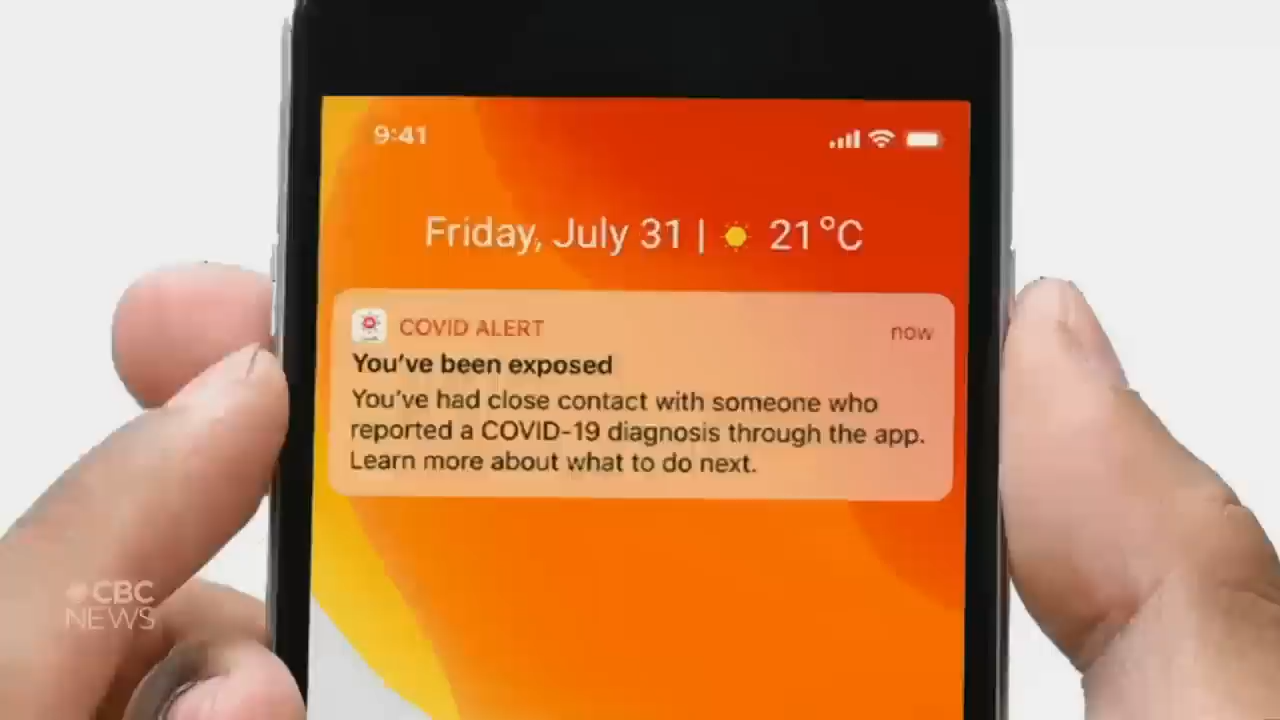 9:41
Friday, July 31 | 21°C
COVID ALERT now
You've been exposed
You've had close contact with someone who
reported a COVID-19 diagnosis through the app.
Learn more about what to do next.
CBC
NEWS